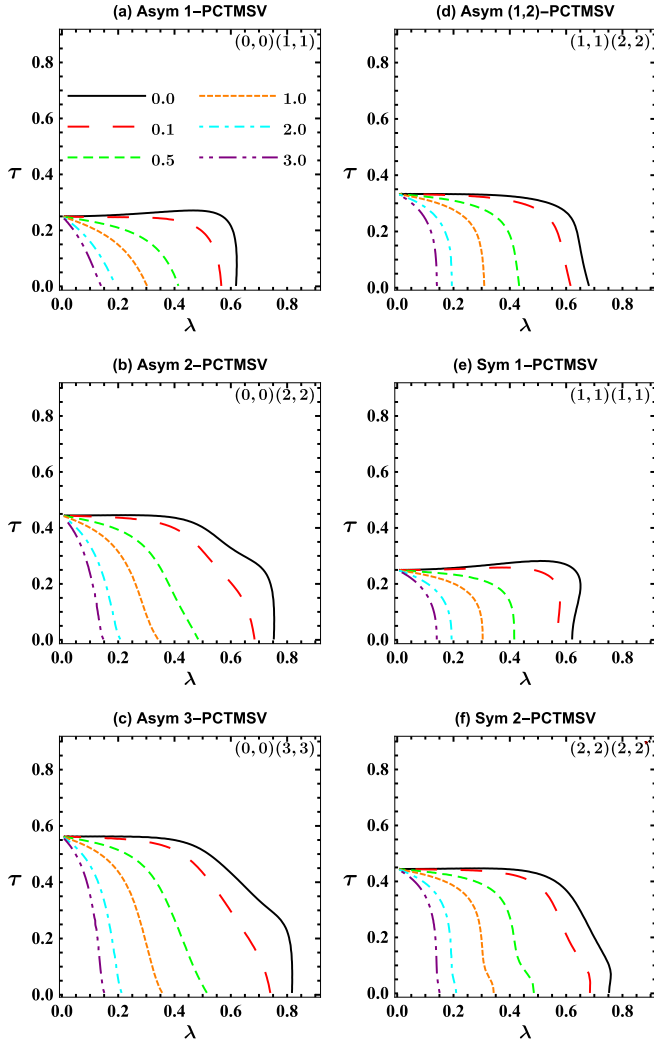 (a) Asym 1−PCTMSV
(0, 0)(1, 1)
0.0
1.0
0.1
2.0
0.5
3.0
0.8
0.6
τ 0.4
0.2
0.0
0.0 0.2 0.4 0.6 0.8
λ
(b) Asym 2−PCTMSV
(0, 0)(2, 2)
0.8
0.6
τ 0.4
0.2
0.0
0.0 0.2 0.4 0.6 0.8
λ
(c) Asym 3−PCTMSV
(0, 0)(3, 3)
0.8
0.6
τ 0.4
0.2
0.0
0.0 0.2 0.4 0.6 0.8
λ
(d) Asym (1,2)−PCTMSV
(1, 1)(2, 2)
0.8
0.6
τ 0.4
0.2
0.0
0.0 0.2 0.4 0.6 0.8
λ
(e) Sym 1−PCTMSV
(1, 1)(1, 1)
0.8
0.6
τ 0.4
0.2
0.0
0.0 0.2 0.4 0.6 0.8
λ
(f) Sym 2−PCTMSV
(2, 2)(2, 2)
0.8
0.6
τ 0.4
0.2
0.0
0.0 0.2 0.4 0.6 0.8
λ